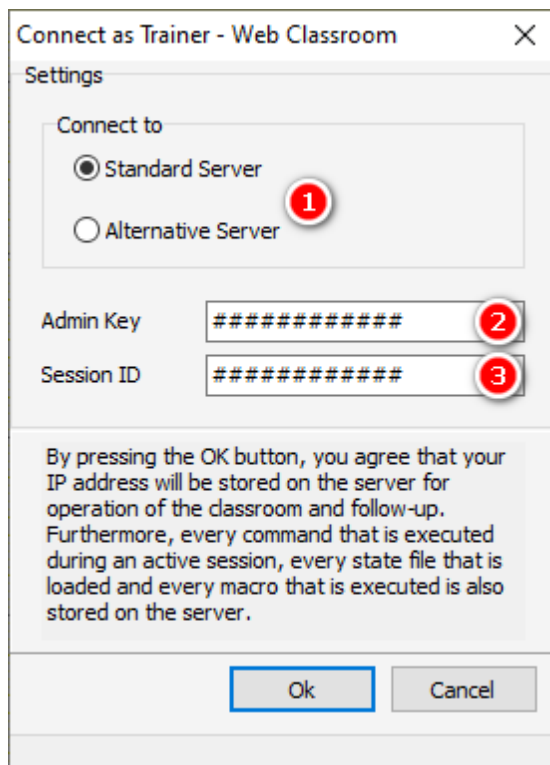 Connect as Trainer - Web Classroom
Settings
Connect to
Standard Server
1
Alternative Server
Admin Key ############ 2
Session ID ############ 3
By pressing the OK button, you agree that your
IP address will be stored on the server for
operation of the classroom and follow-up.
Furthermore, every command that is executed
during an active session, every state file that is
loaded and every macro that is executed is also
stored on the server.
Ok Cancel